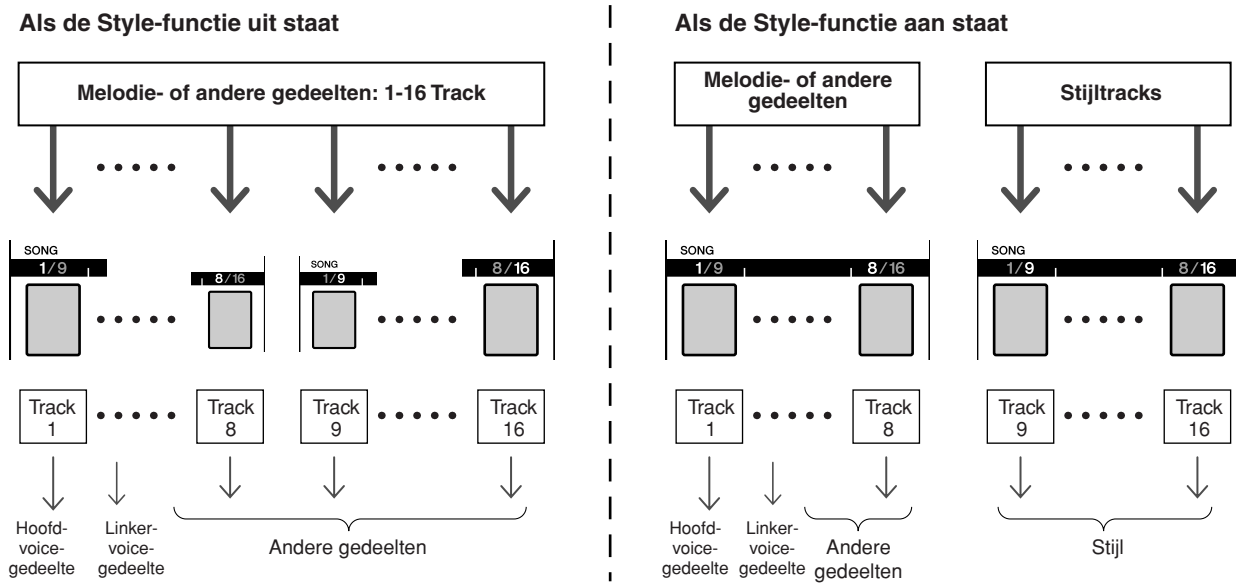 Als de Style-functie uit staat
Melodie- of andere gedeelten: 1-16 Track
SONG
1/9
8/16
SONG
1/9
8/16
Track
1
Track
8
Track
9
Track
16
Hoofd-
voice-
gedeelte
Linker-
voice-
gedeelte
Andere gedeelten
Als de Style-functie aan staat
Melodie- of andere
gedeelten
Stijltracks
SONG
1/9
8/16
SONG
1/9
8/16
Track
1
Track
8
Track
9
Track
16
Hoofd-
voice-
gedeelte
Linker-
voice-
gedeelte
Andere
gedeelten
Stijl